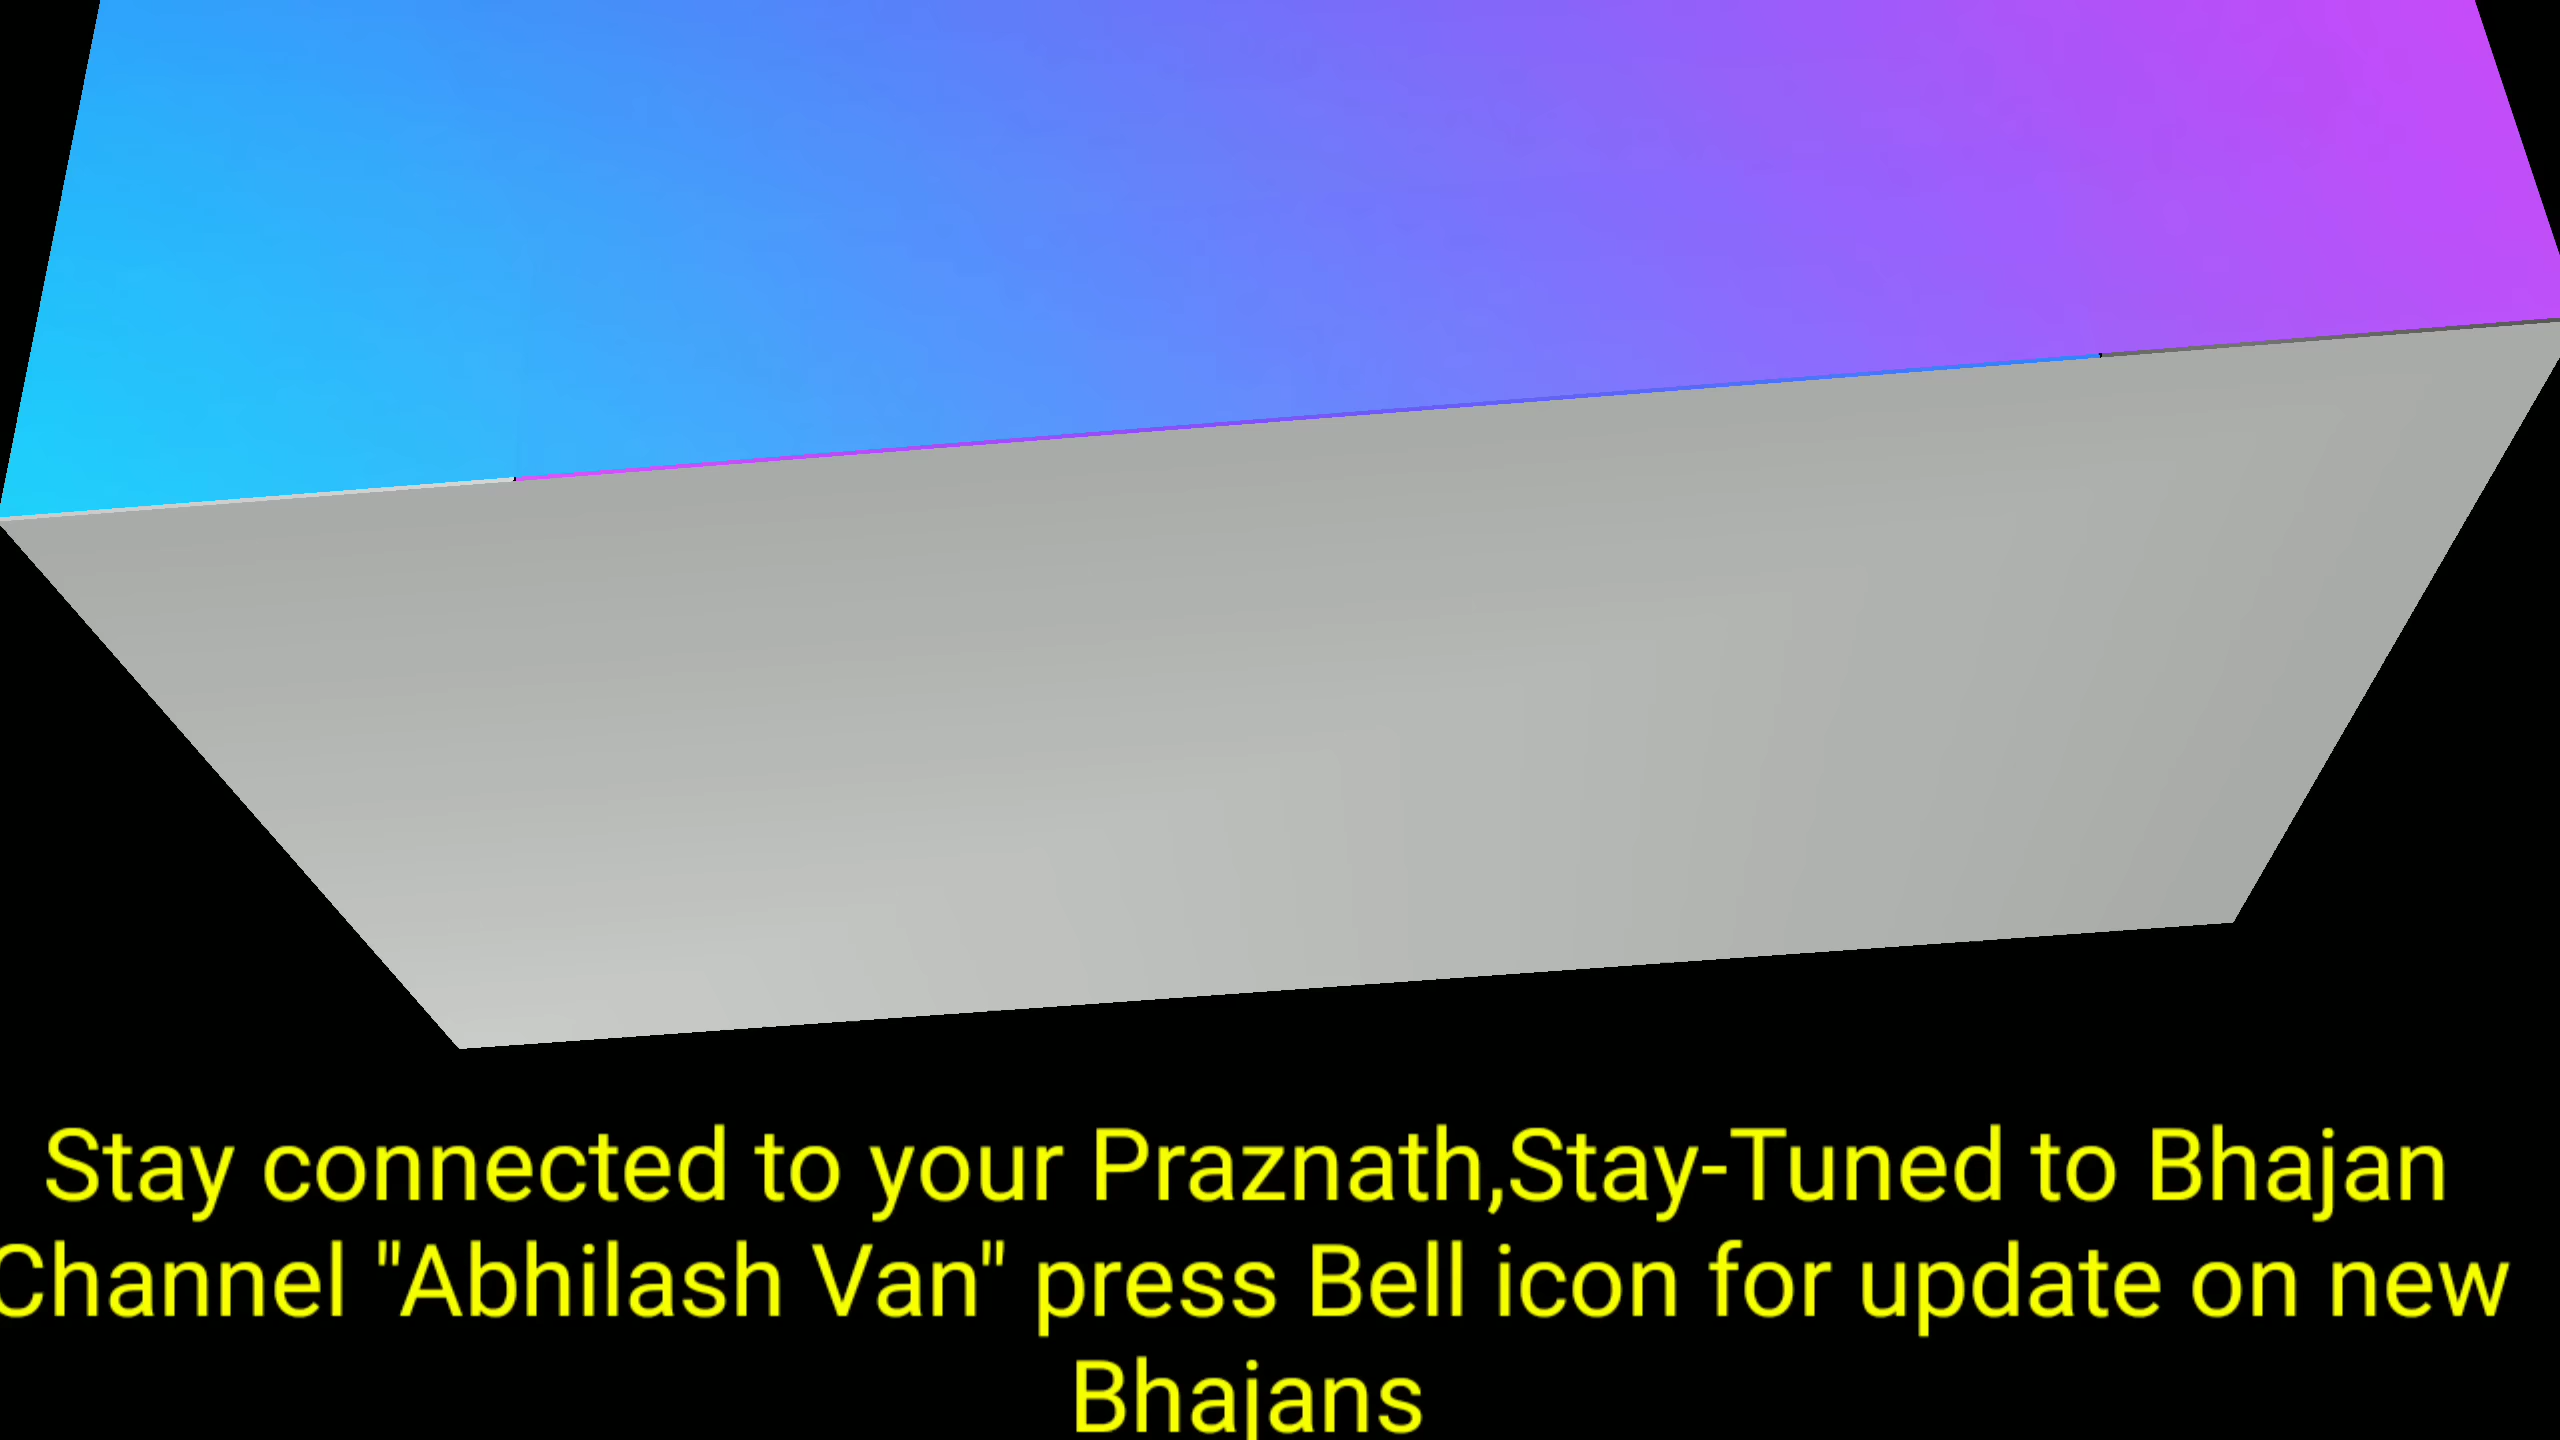 Stay connected to your Praznath,Stay-Tuned to Bhajan
Channel "Abhilash Van" press Bell icon for update on new
Bhajans